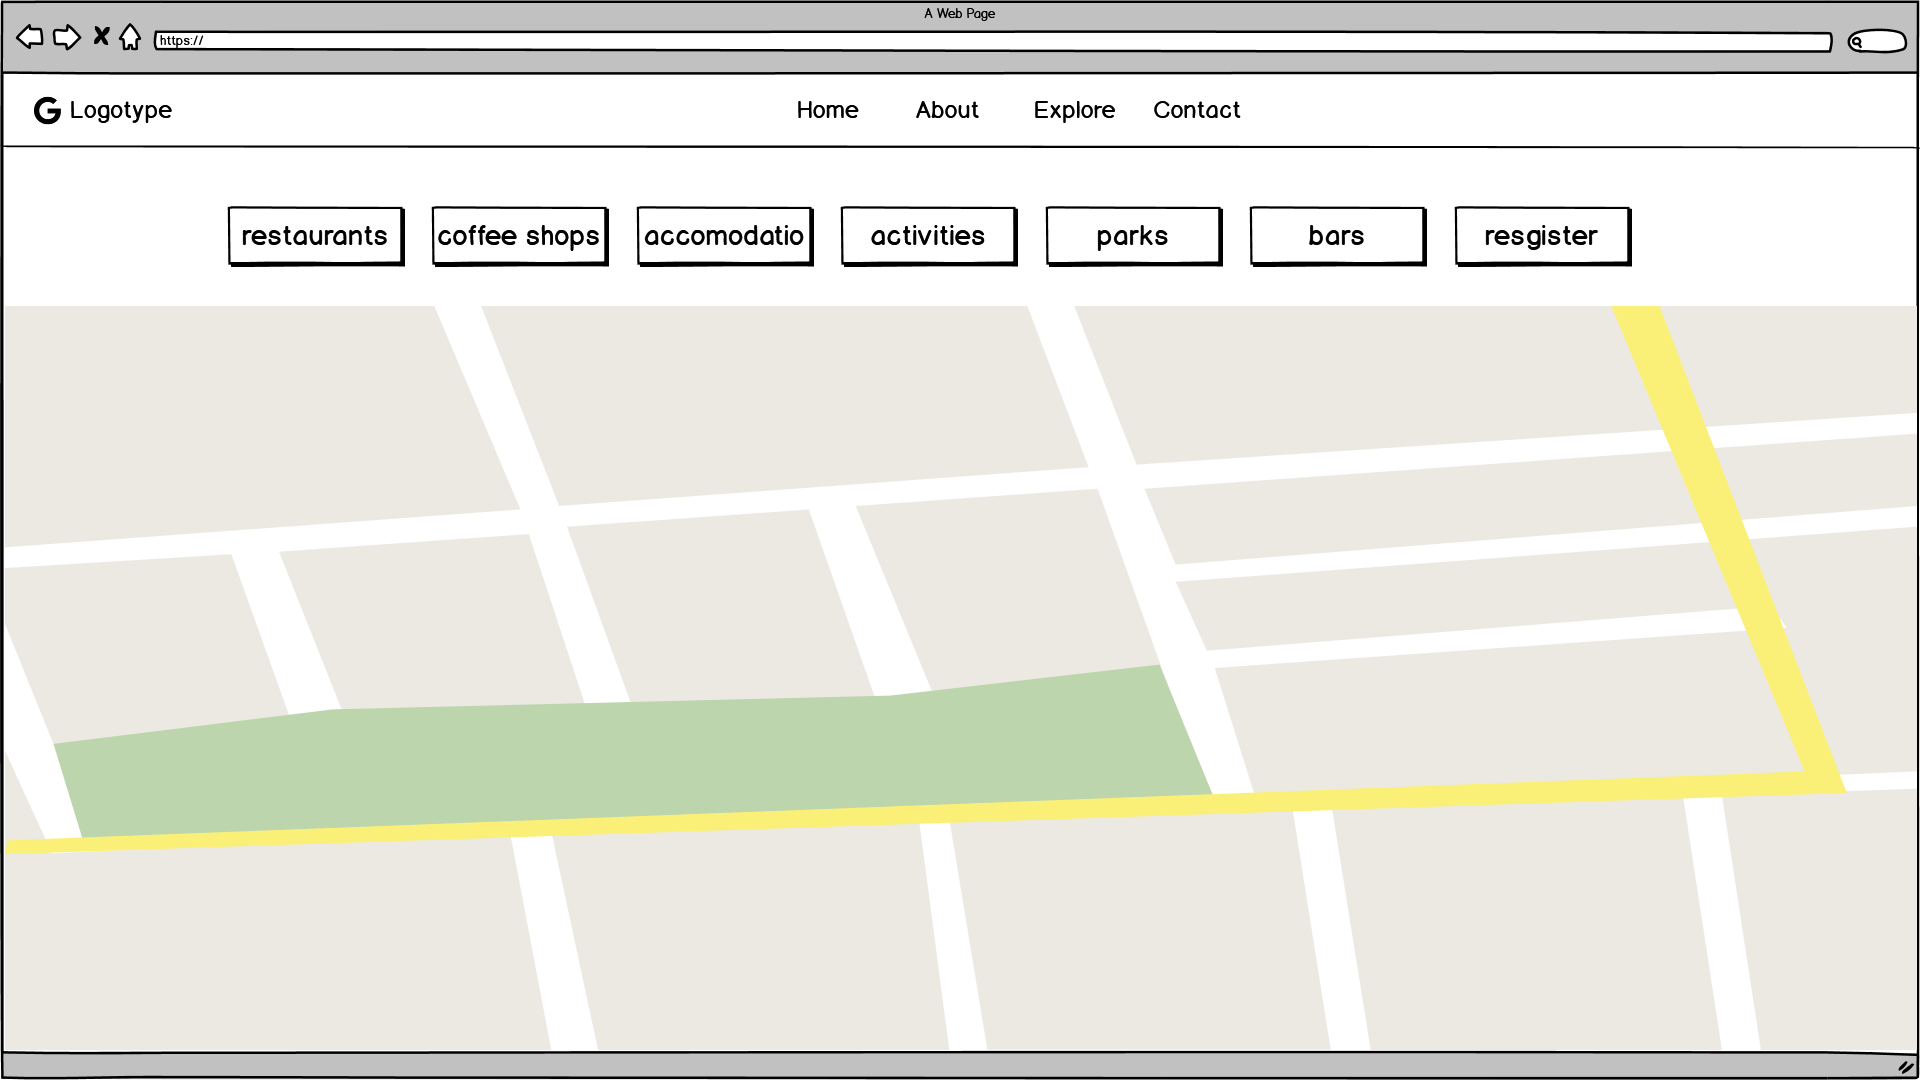 A Web Page
https://
Logotype
Home About Explore Contact
restaurants coffee shops accomodatio activities parks bars resgister